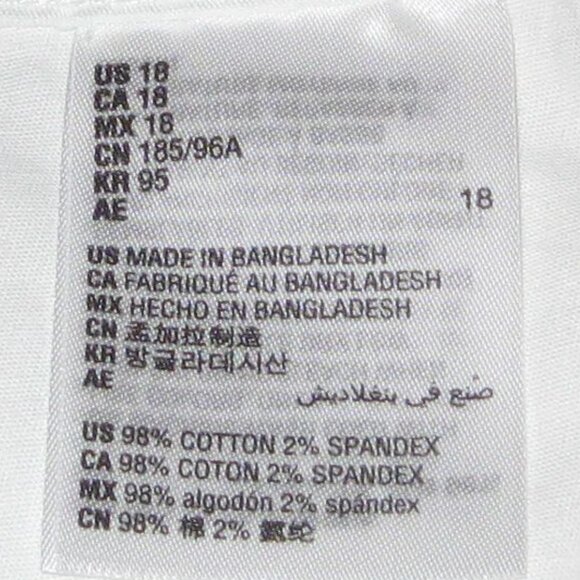 US 18
CA 18
MX 18
CN 185/96A
KR 95
AE 18
US MADE IN BANGLADESH
CA FABRIQUÉ AU BANGLADESH
MX HECHO EN BANGLADESH
CN 孟加拉制造
KR 방글라데시산
AE صنع في بنغلاديش
US 98% COTTON 2% SPANDEX
CA 98% COTON 2% SPANDEX
MX 98% algodón 2% spándex
CN 98% 棉 2% 氨纶